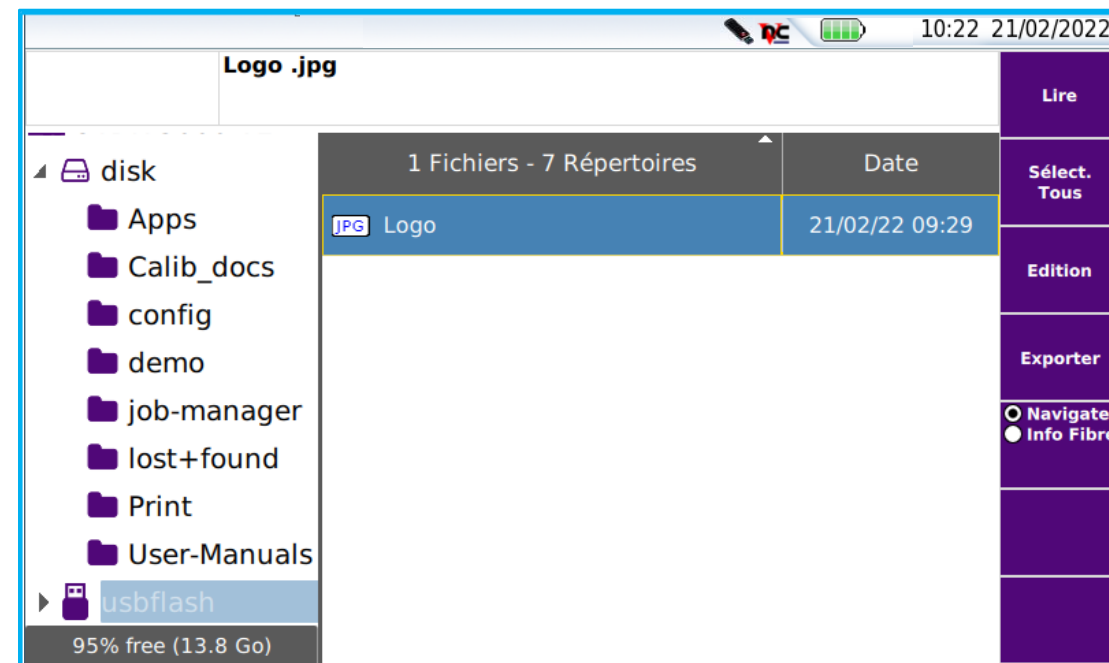 10:22 21/02/2022
Logo .jpg
Lire
disk
1 Fichiers - 7 Répertoires
Date
Sélect.
Tous
Apps
JPG Logo
21/02/22 09:29
Calib_docs
Edition
config
demo
Exporter
job-manager
Navigate
Info Fibre
lost+found
Print
User-Manuals
usbflash
95% free (13.8 Go)